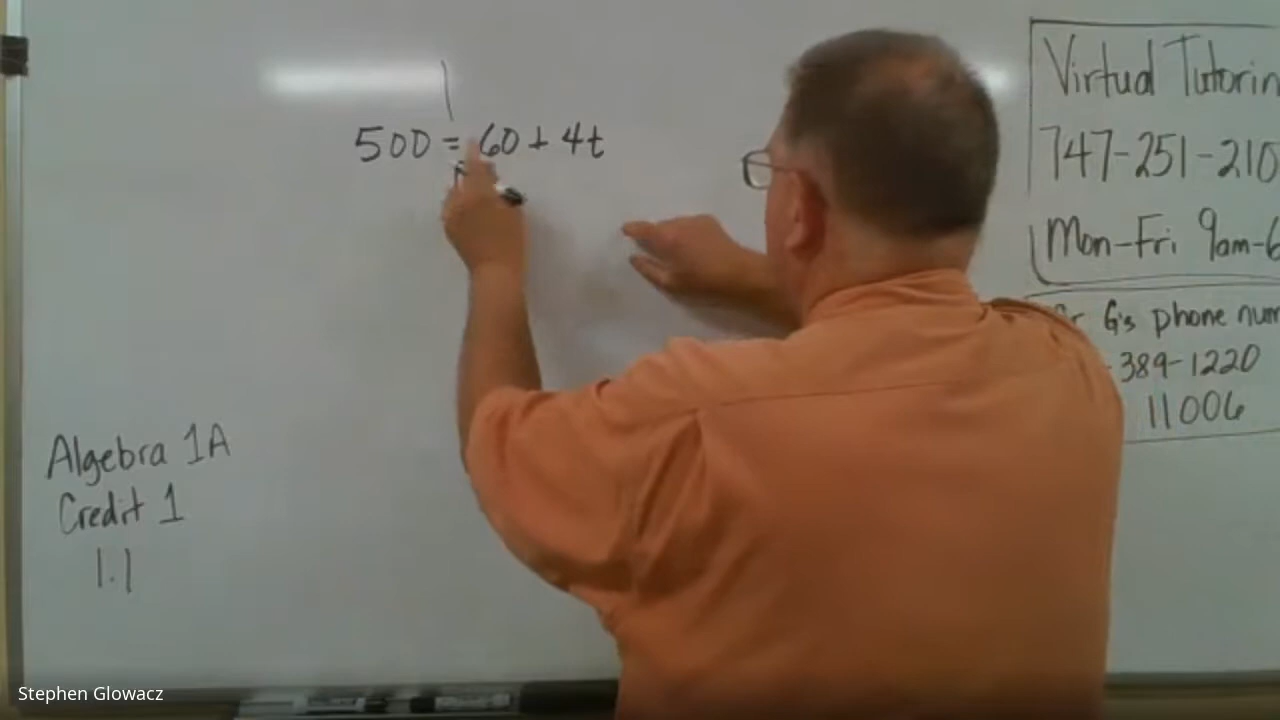 500 = 60 + 4t
Virtual Tutorin
747-251-210
Mon-Fri 9am-6
G's phone num
389-1220
11006
Algebra 1A
Credit 1
1.1
Stephen Glowacz